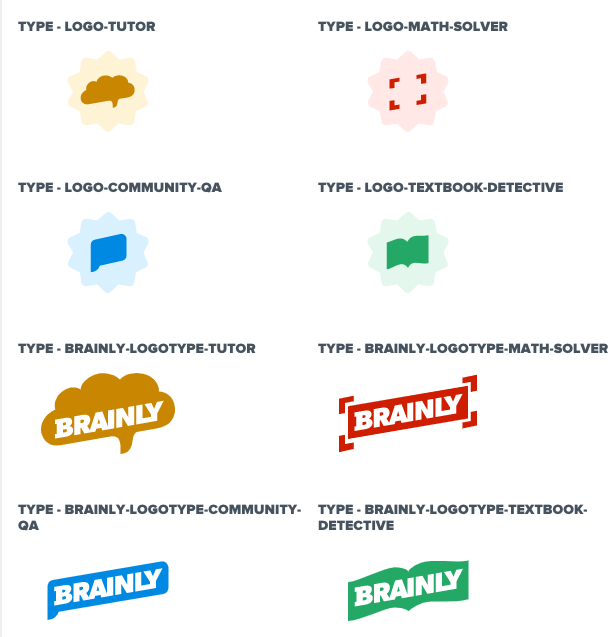 TYPE - LOGO-TUTOR
TYPE - LOGO-MATH-SOLVER
TYPE - LOGO-COMMUNITY-QA
TYPE - LOGO-TEXTBOOK-DETECTIVE
TYPE - BRAINLY-LOGOTYPE-TUTOR
BRAINLY
TYPE - BRAINLY-LOGOTYPE-MATH-SOLVER
BRAINLY
TYPE - BRAINLY-LOGOTYPE-COMMUNITY-
QA
BRAINLY
TYPE - BRAINLY-LOGOTYPE-TEXTBOOK-
DETECTIVE
BRAINLY